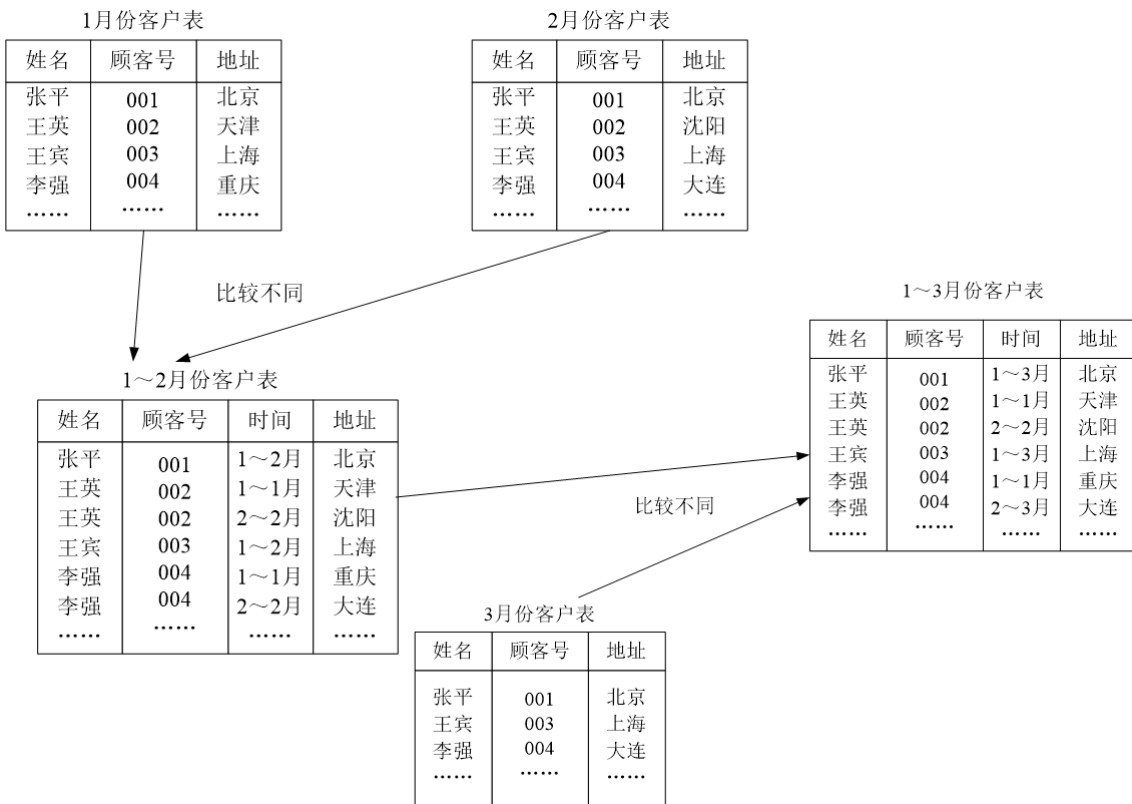 1月份客户表
姓名 顾客号 地址
张平 001 北京
王英 002 天津
王宾 003 上海
李强 004 重庆
…… …… ……
2月份客户表
姓名 顾客号 地址
张平 001 北京
王英 002 沈阳
王宾 003 上海
李强 004 大连
…… …… ……
比较不同
1～2月份客户表
姓名 顾客号 时间 地址
张平 001 1～2月 北京
王英 002 1～1月 天津
王英 002 2～2月 沈阳
王宾 003 1～2月 上海
李强 004 1～1月 重庆
李强 004 2～2月 大连
…… …… …… ……
比较不同
1～3月份客户表
姓名 顾客号 时间 地址
张平 001 1～3月 北京
王英 002 1～1月 天津
王英 002 2～2月 沈阳
王宾 003 1～3月 上海
李强 004 1～1月 重庆
李强 004 2～3月 大连
…… …… …… ……
3月份客户表
姓名 顾客号 地址
张平 001 北京
王宾 003 上海
李强 004 大连
…… …… ……